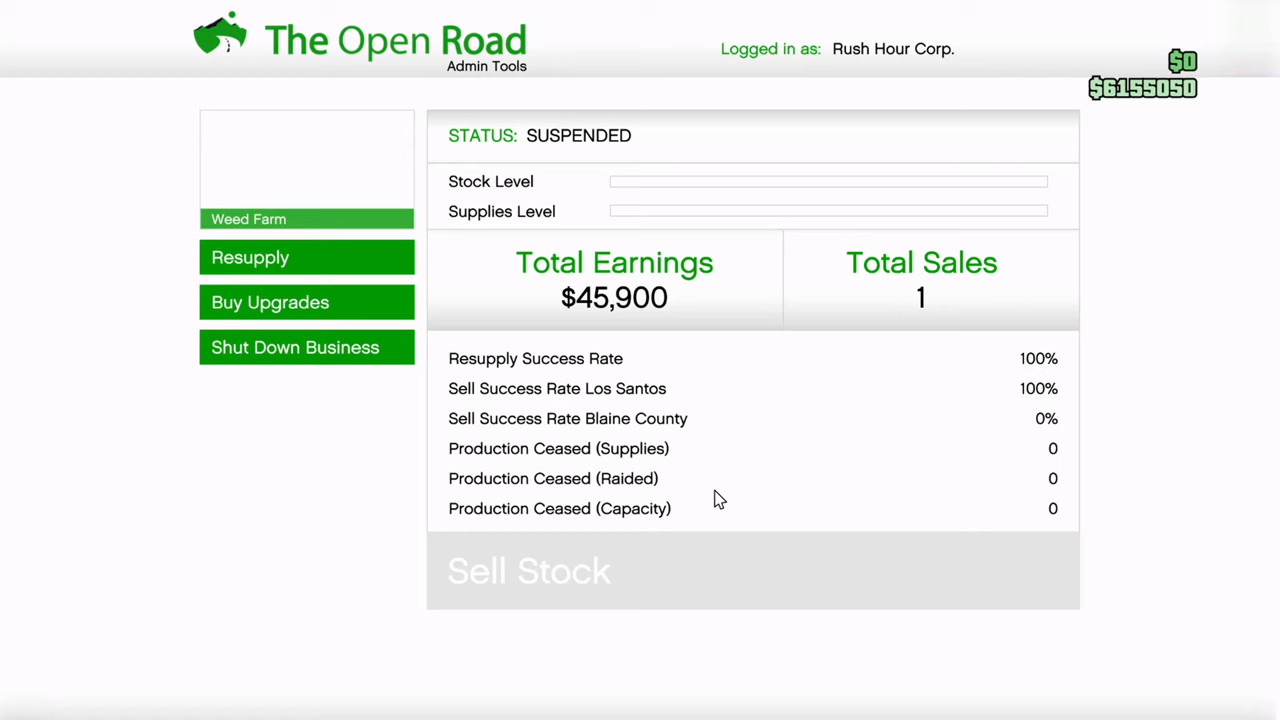 The Open Road
Admin Tools
Logged in as: Rush Hour Corp.
$0
$6155050
STATUS: SUSPENDED
Stock Level
Supplies Level
Weed Farm
Resupply
Buy Upgrades
Shut Down Business
Total Earnings
$45,900
Total Sales
1
Resupply Success Rate 100%
Sell Success Rate Los Santos 100%
Sell Success Rate Blaine County 0%
Production Ceased (Supplies) 0
Production Ceased (Raided) 0
Production Ceased (Capacity) 0
Sell Stock